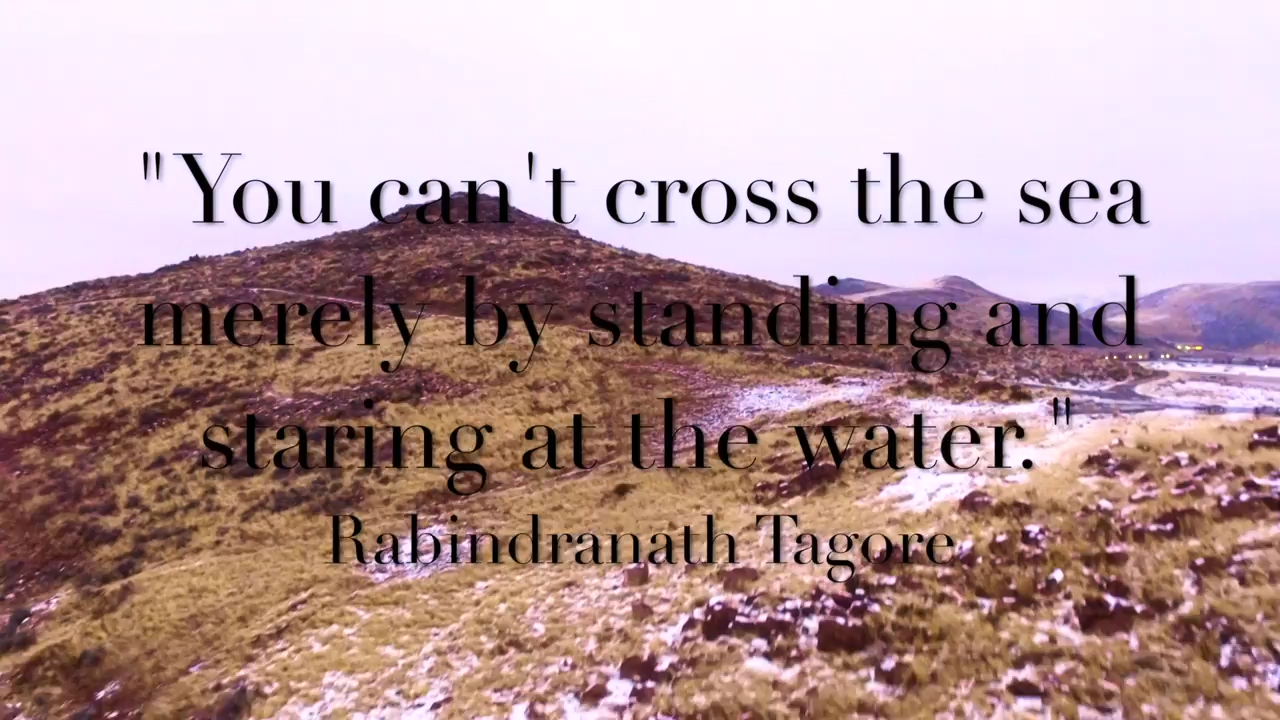 "You can't cross the sea
merely by standing and
staring at the water."
Rabindranath Tagore